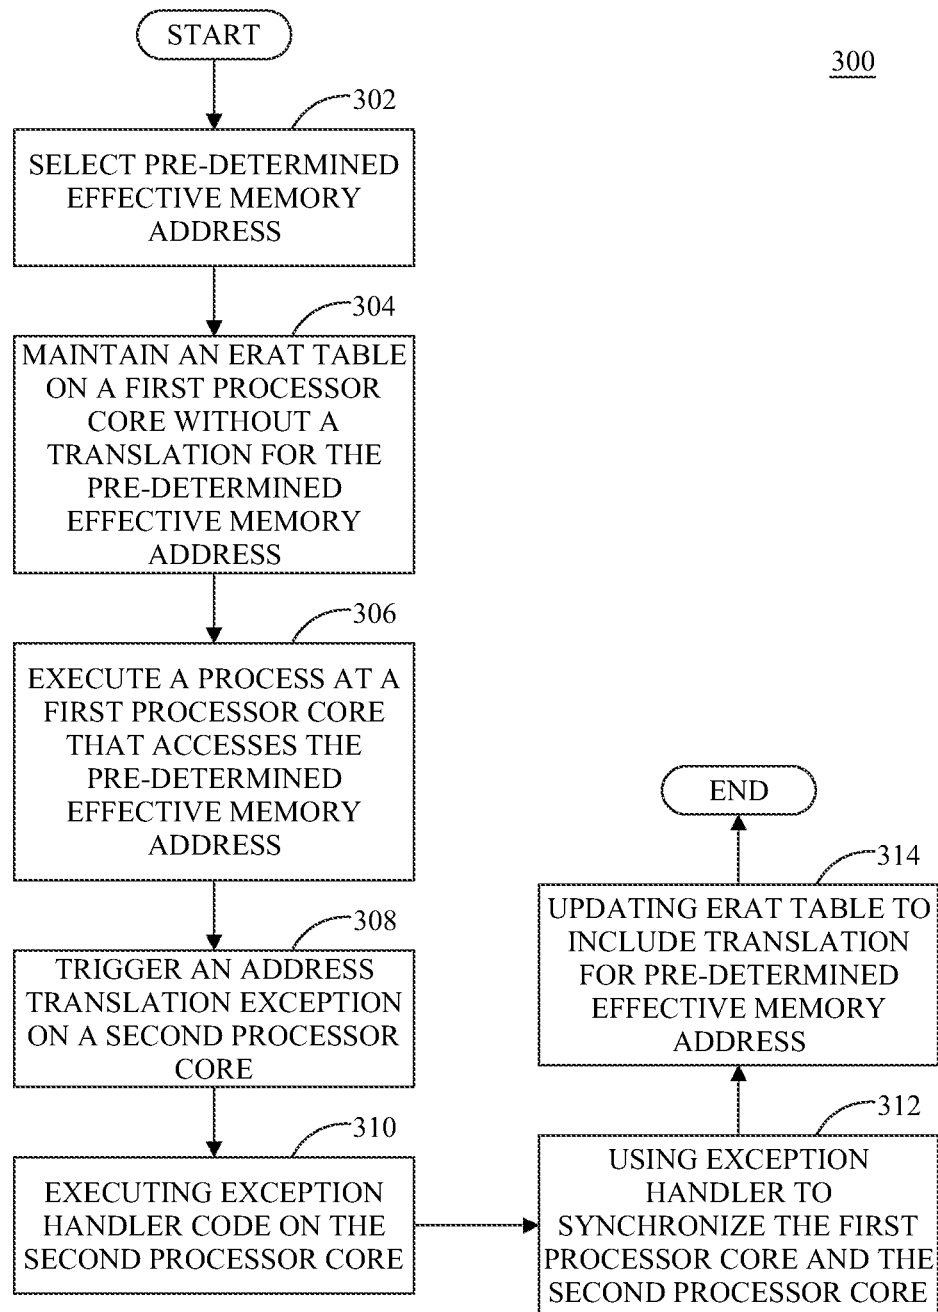 START
300
302
SELECT PRE-DETERMINED
EFFECTIVE MEMORY
ADDRESS
304
MAINTAIN AN ERAT TABLE
ON A FIRST PROCESSOR
CORE WITHOUT A
TRANSLATION FOR THE
PRE-DETERMINED
EFFECTIVE MEMORY
ADDRESS
306
EXECUTE A PROCESS AT A
FIRST PROCESSOR CORE
THAT ACCESSES THE
PRE-DETERMINED
EFFECTIVE MEMORY
ADDRESS
308
TRIGGER AN ADDRESS
TRANSLATION EXCEPTION
ON A SECOND PROCESSOR
CORE
310
EXECUTING EXCEPTION
HANDLER CODE ON THE
SECOND PROCESSOR CORE
312
USING EXCEPTION
HANDLER TO
SYNCHRONIZE THE FIRST
PROCESSOR CORE AND THE
SECOND PROCESSOR CORE
314
UPDATING ERAT TABLE TO
INCLUDE TRANSLATION
FOR PRE-DETERMINED
EFFECTIVE MEMORY
ADDRESS
END